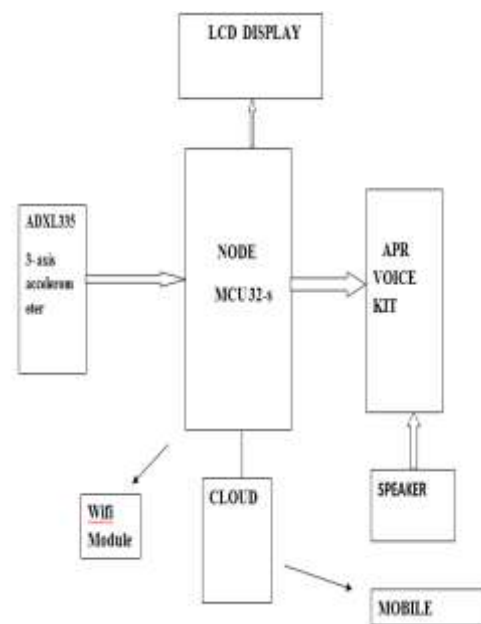 LCD DISPLAY
ADXL335
3- axis
accelerom
eter
NODE
MCU 32-s
APR
VOICE
KIT
Wifi
Module
CLOUD
SPEAKER
MOBILE